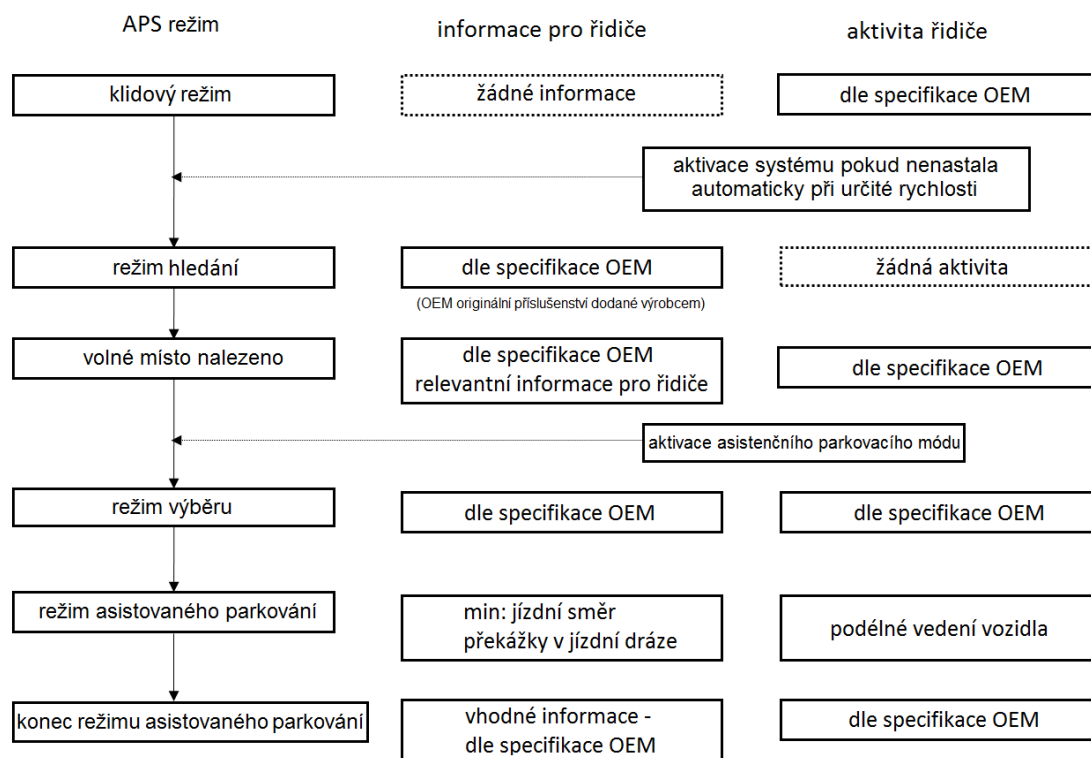 APS režim
informace pro řidiče
aktivita řidiče
klidový režim
žádné informace
dle specifikace OEM
aktivace systému pokud nenastala
automaticky při určité rychlosti
režim hledání
dle specifikace OEM
žádná aktivita
(OEM originální příslušenství dodané výrobcem)
volné místo nalezeno
dle specifikace OEM
relevantní informace pro řidiče
dle specifikace OEM
aktivace asistenčního parkovacího módu
režim výběru
dle specifikace OEM
dle specifikace OEM
režim asistovaného parkování
min: jízdní směr
překážky v jízdní dráze
podélné vedení vozidla
konec režimu asistovaného parkování
vhodné informace -
dle specifikace OEM
dle specifikace OEM